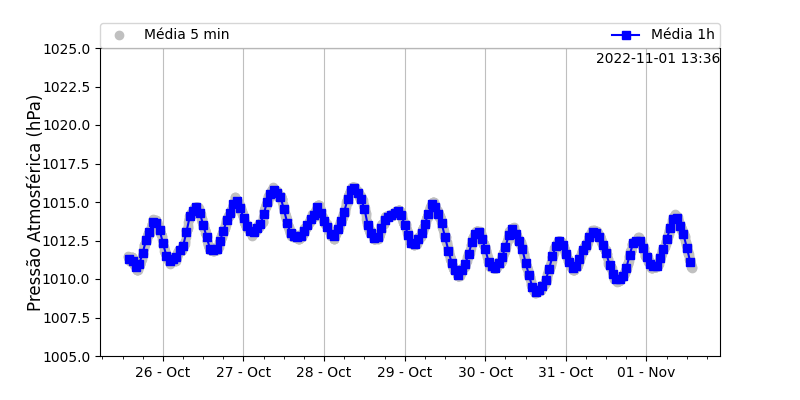 Média 5 min
Média 1h
2022-11-01 13:36
Pressão Atmosférica (hPa)
1025.0
1022.5
1020.0
1017.5
1015.0
1012.5
1010.0
1007.5
1005.0
26 - Oct
27 - Oct
28 - Oct
29 - Oct
30 - Oct
31 - Oct
01 - Nov